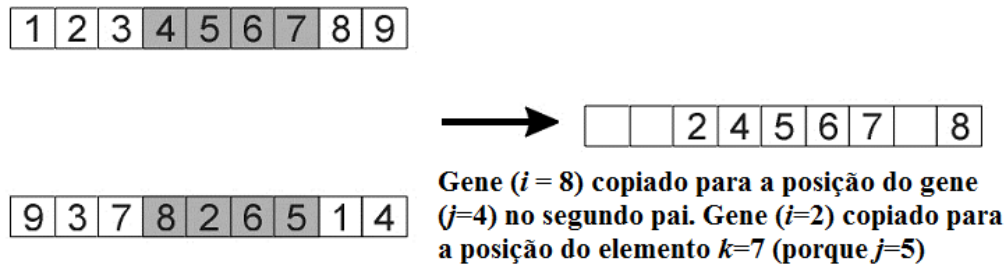 1 2 3 4 5 6 7 8 9
2 4 5 6 7 8
Gene (i = 8) copiado para a posição do gene
(j=4) no segundo pai. Gene (i=2) copiado para
a posição do elemento k=7 (porque j=5)
9 3 7 8 2 6 5 1 4